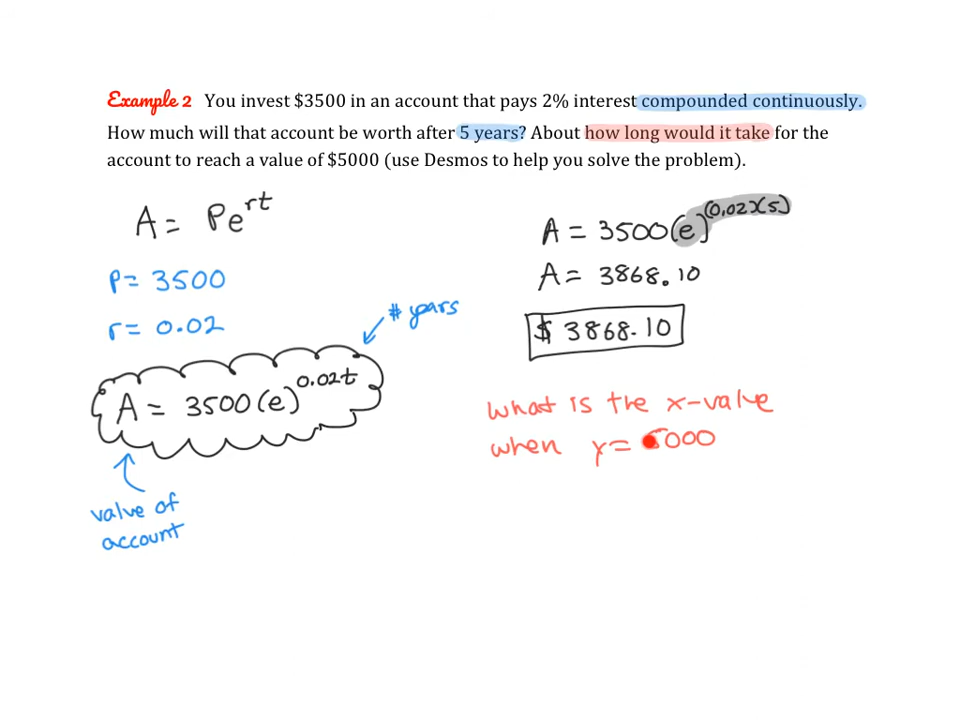 Example 2 You invest $3500 in an account that pays 2% interest compounded continuously.
How much will that account be worth after 5 years? About how long would it take for the
account to reach a value of $5000 (use Desmos to help you solve the problem).
A = Pe^rt
P = 3500
r = 0.02
# years
A = 3500(e)^0.02t
value of
account
A = 3500(e)^(0.02)(5)
A = 3868.10
$ 3868.10
what is the x-value
when y = 5000